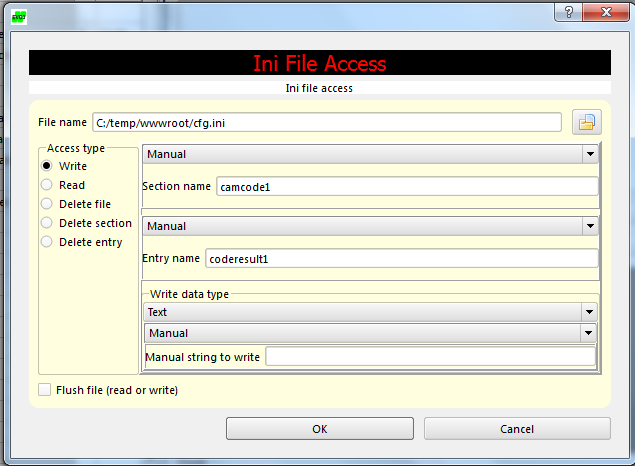 ?
Ini File Access
Ini file access
File name C:/temp/wwwroot/cfg.ini
Access type
Write
Read
Delete file
Delete section
Delete entry
Manual
Section name camcode1
Manual
Entry name coderesult1
Write data type
Text
Manual
Manual string to write
Flush file (read or write)
OK Cancel